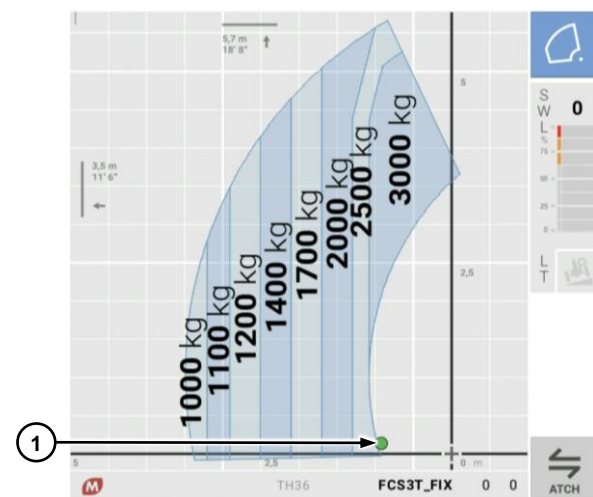 5,7 m
18' 8"
3,5 m
11' 6"
1000 kg
1100 kg
1200 kg
1400 kg
1700 kg
2000 kg
2500 kg
3000 kg
5
2,5
5
2,5
0 m
1
M
TH36
FCS3T_FIX
0 0
S
W
0
L
%
75
50
25
0
L
T
ATCH